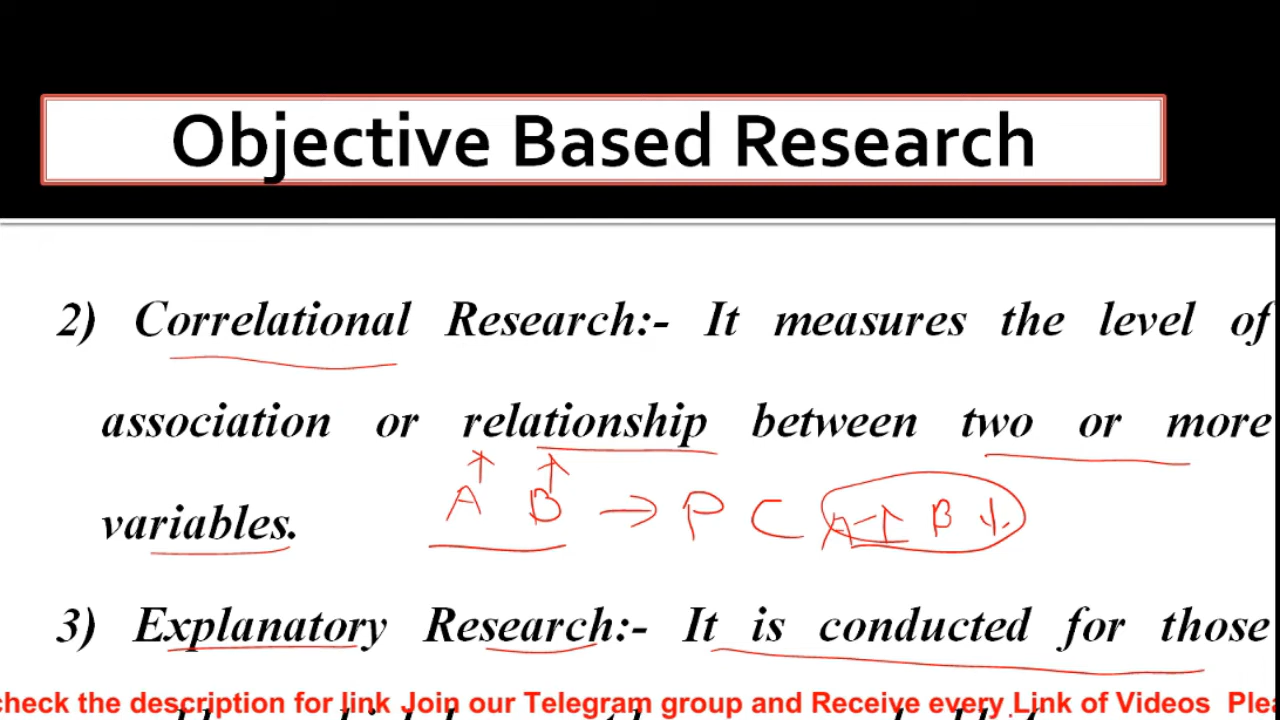 Objective Based Research
2) Correlational Research:- It measures the level of
association or relationship between two or more
variables.
A↑ B↑ → P C A↑ B↓
3) Explanatory Research:- It is conducted for those
check the description for link Join our Telegram group and Receive every Link of Videos